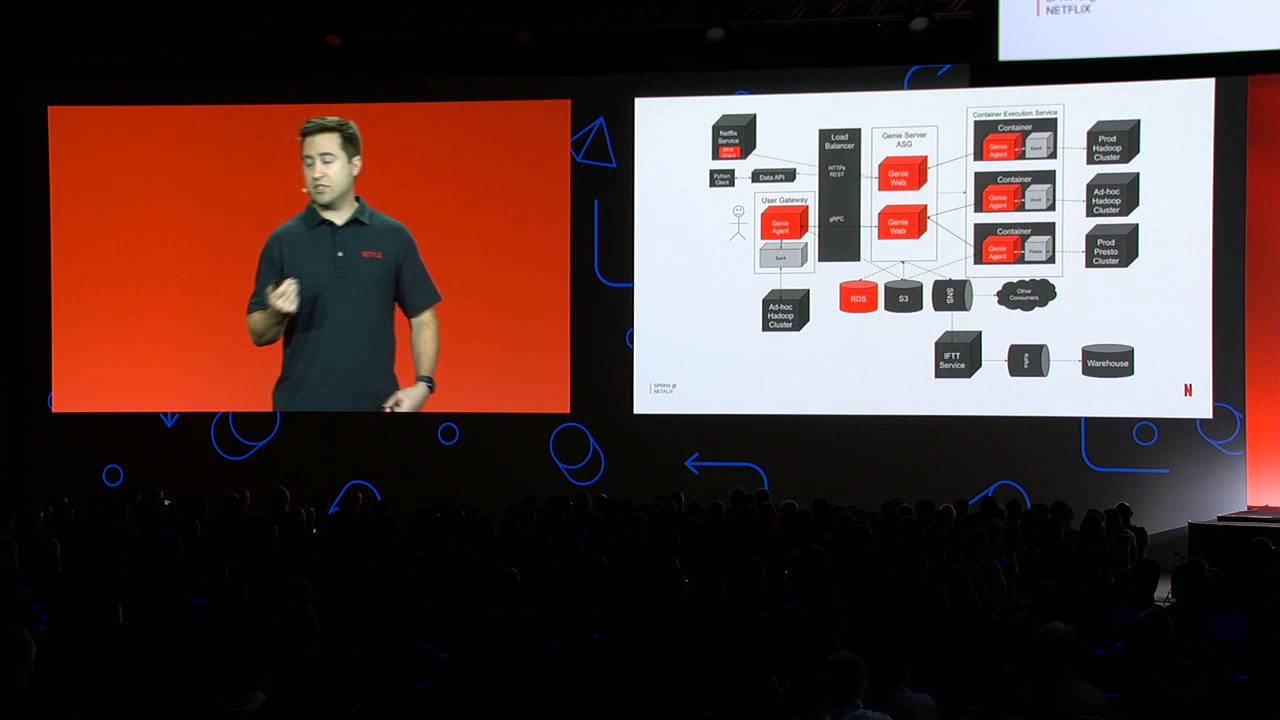 NETFLIX
NETFLIX
Netflix
Service
Python
Client
Data API
User Gateway
Genie
Agent
Spark
Ad-hoc
Hadoop
Cluster
Load
Balancer
HTTPs
REST
gRPC
Genie Server
ASG
Genie
Web
Genie
Web
RDS
S3
SNS
Container Execution Service
Container
Genie
Agent
Spark
Container
Genie
Agent
Container
Genie
Agent
Presto
Prod
Hadoop
Cluster
Ad-hoc
Hadoop
Cluster
Prod
Presto
Cluster
Other
Consumers
IFTT
Service
Kafka
Warehouse
SPRING @
NETFLIX
N